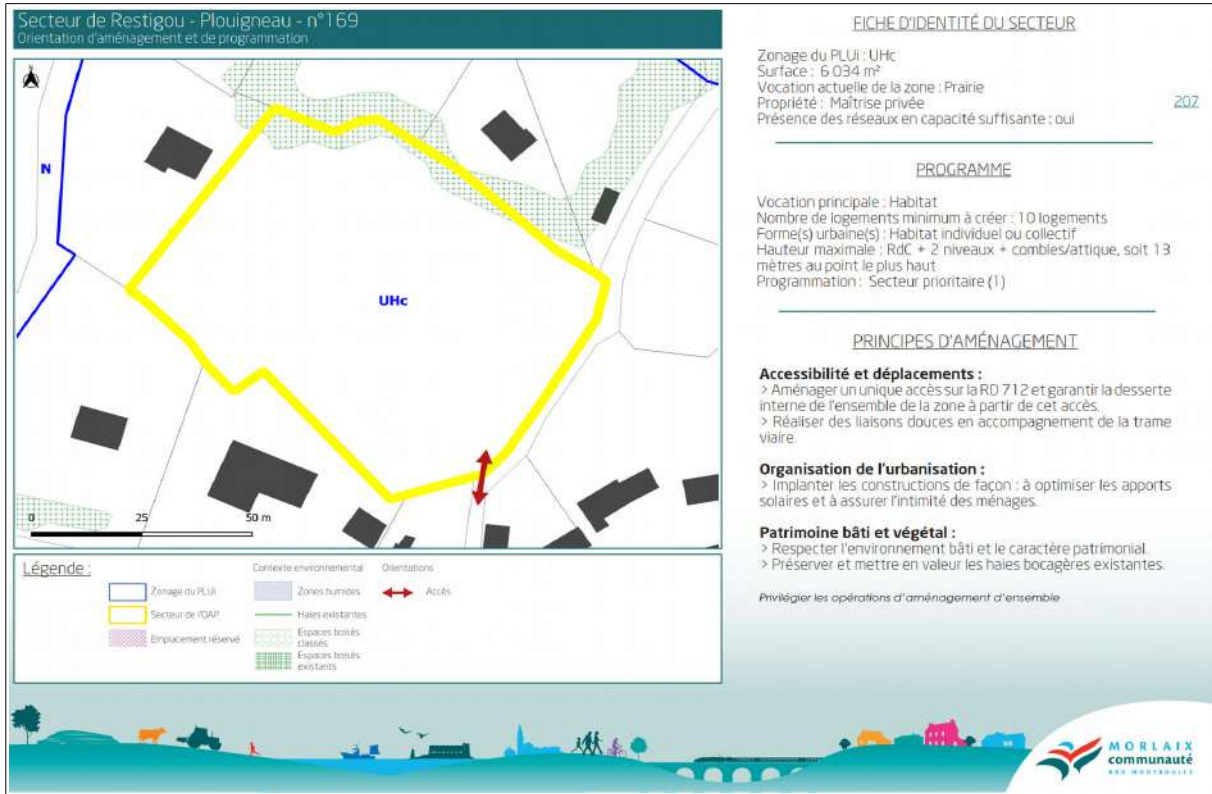 Secteur de Restigou - Plouigneau - n°169
Orientation d'aménagement et de programmation
N
UHc
0 25 50 m
Légende :
Zonage du PLUi
Secteur de l'OAP
Emplacement réservé
Contexte environnemental
Zones humides
Haies existantes
Espaces boisés
classés
Espaces boisés
existants
Orientations
Accès
FICHE D'IDENTITÉ DU SECTEUR
Zonage du PLUi : UHc
Surface : 6 034 m²
Vocation actuelle de la zone : Prairie
Propriété : Maîtrise privée
Présence des réseaux en capacité suffisante : oui
207
PROGRAMME
Vocation principale : Habitat
Nombre de logements minimum à créer : 10 logements
Forme(s) urbaine(s) : Habitat individuel ou collectif
Hauteur maximale : RdC + 2 niveaux + combles/attique, soit 13
mètres au point le plus haut
Programmation : Secteur prioritaire (1)
PRINCIPES D'AMÉNAGEMENT
Accessibilité et déplacements :
> Aménager un unique accès sur la RD 712 et garantir la desserte
interne de l'ensemble de la zone à partir de cet accès.
> Réaliser des liaisons douces en accompagnement de la trame
viaire.
Organisation de l'urbanisation :
> Implanter les constructions de façon : à optimiser les apports
solaires et à assurer l'intimité des ménages.
Patrimoine bâti et végétal :
> Respecter l'environnement bâti et le caractère patrimonial.
> Préserver et mettre en valeur les haies bocagères existantes.
Privilégier les opérations d'aménagement d'ensemble
MORLAIX
communauté
BRO MONTROULEZ